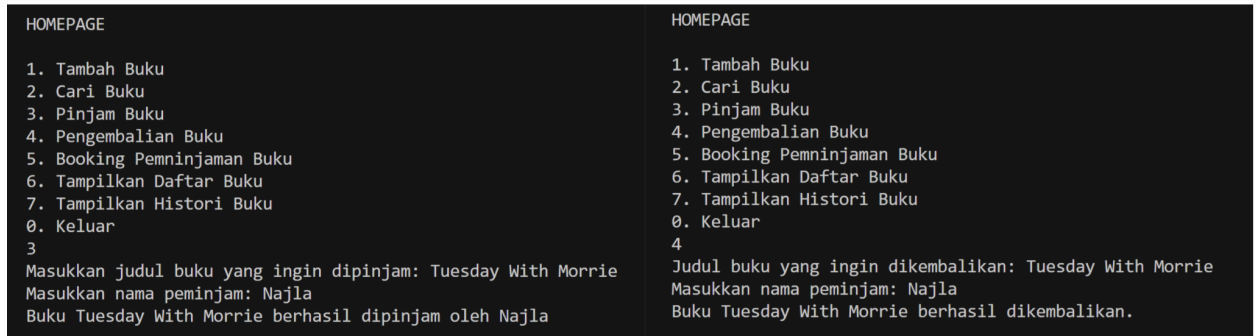 HOMEPAGE
1. Tambah Buku
2. Cari Buku
3. Pinjam Buku
4. Pengembalian Buku
5. Booking Pemninjaman Buku
6. Tampilkan Daftar Buku
7. Tampilkan Histori Buku
0. Keluar
3
Masukkan judul buku yang ingin dipinjam: Tuesday With Morrie
Masukkan nama peminjam: Najla
Buku Tuesday With Morrie berhasil dipinjam oleh Najla
HOMEPAGE
1. Tambah Buku
2. Cari Buku
3. Pinjam Buku
4. Pengembalian Buku
5. Booking Pemninjaman Buku
6. Tampilkan Daftar Buku
7. Tampilkan Histori Buku
0. Keluar
4
Judul buku yang ingin dikembalikan: Tuesday With Morrie
Masukkan nama peminjam: Najla
Buku Tuesday With Morrie berhasil dikembalikan.